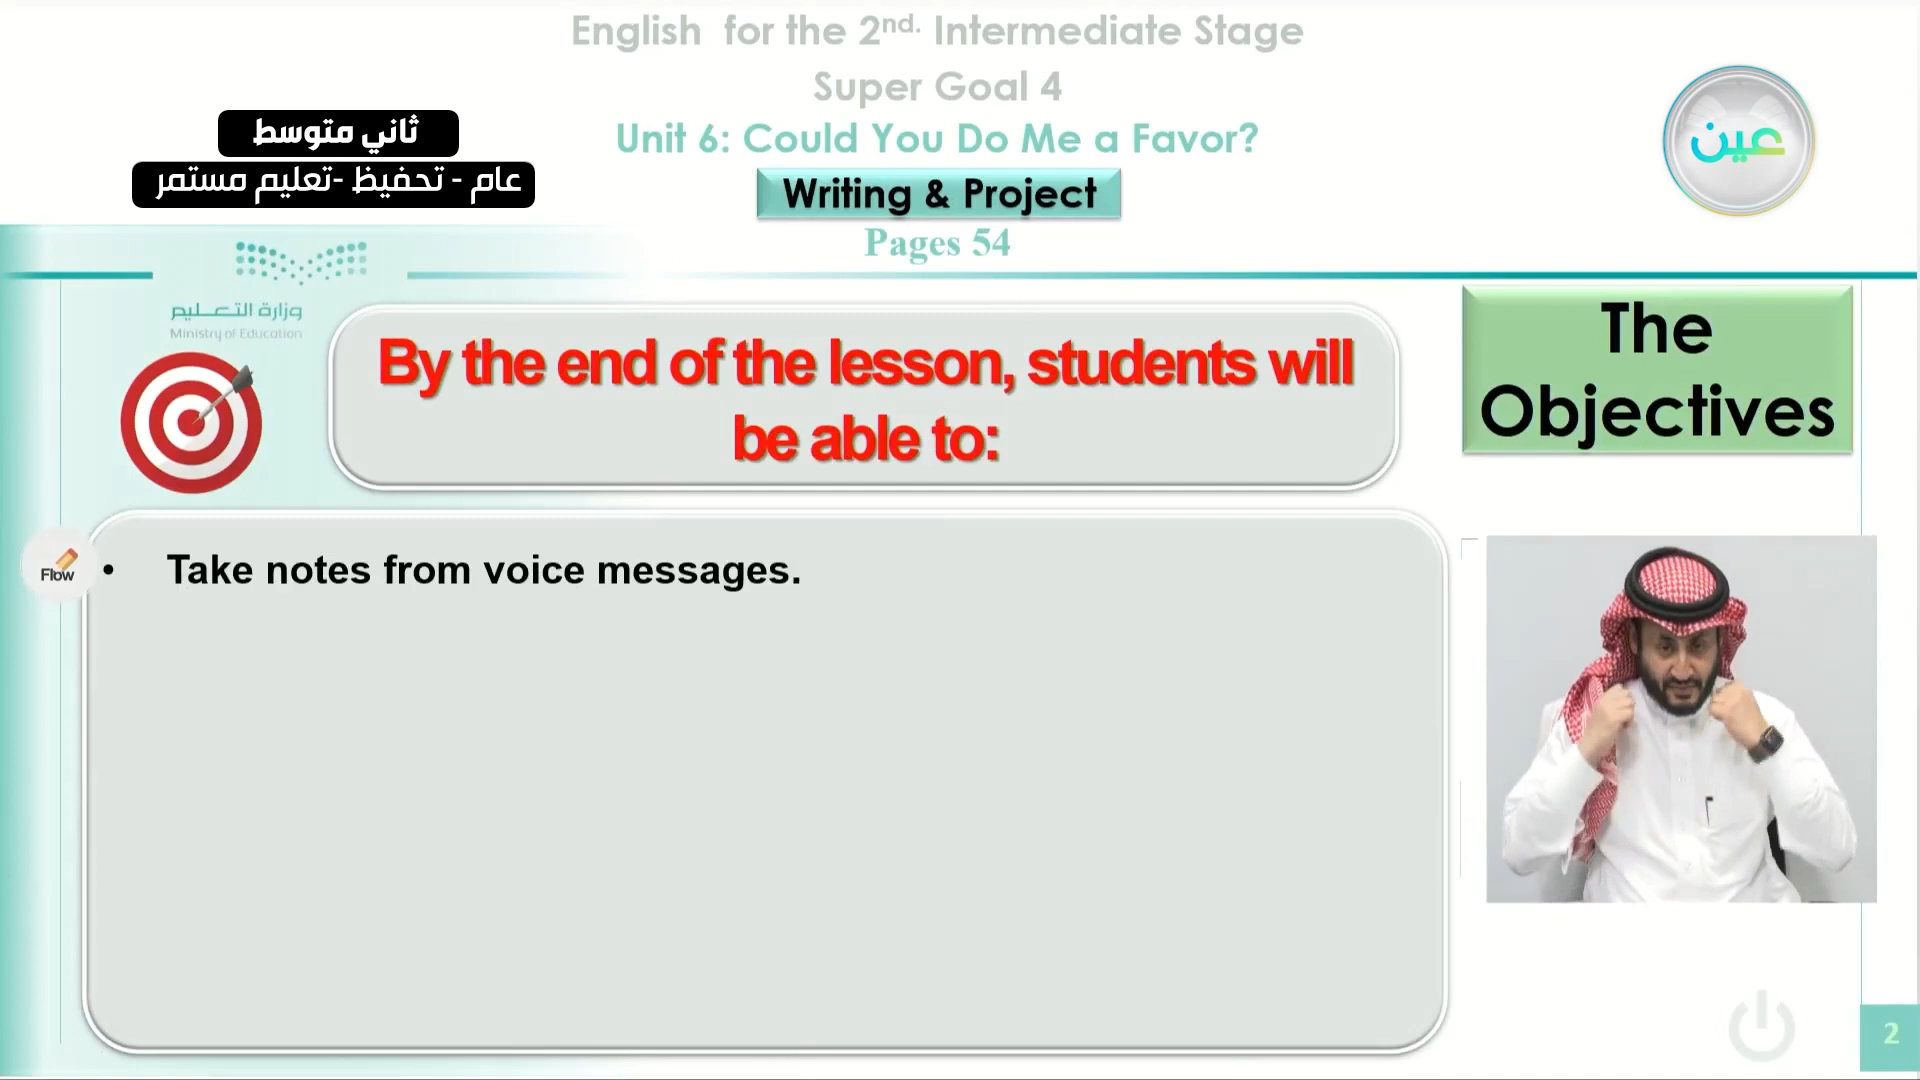 English for the 2nd. Intermediate Stage
Super Goal 4
Unit 6: Could You Do Me a Favor?
Writing & Project
Pages 54
ثاني متوسط
عام - تحفيظ -تعليم مستمر
عين
وزارة التعليم
Ministry of Education
By the end of the lesson, students will
be able to:
The
Objectives
Flow
• Take notes from voice messages.
2